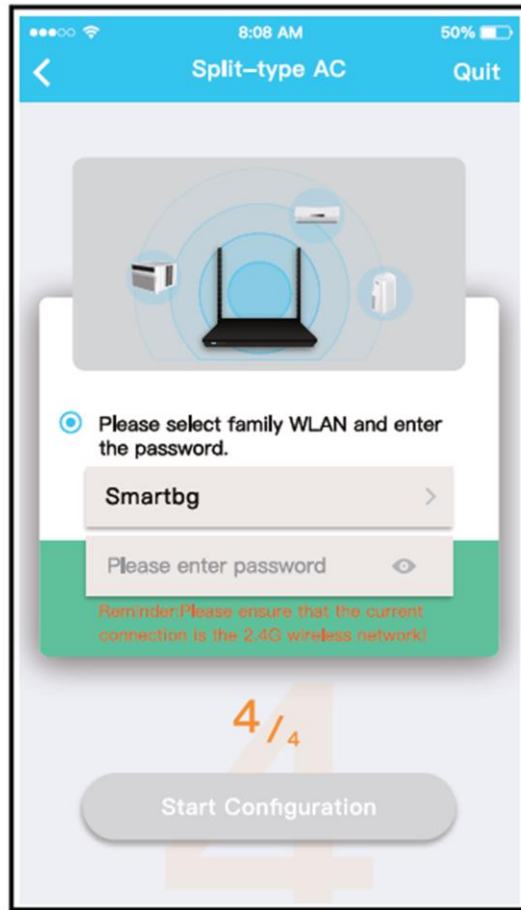 8:08 AM
50%
Split-type AC
Quit
Please select family WLAN and enter
the password.
Smartbg
Please enter password
Reminder:Please ensure that the current
connection is the 2.4G wireless network!
4/4
4
Start Configuration